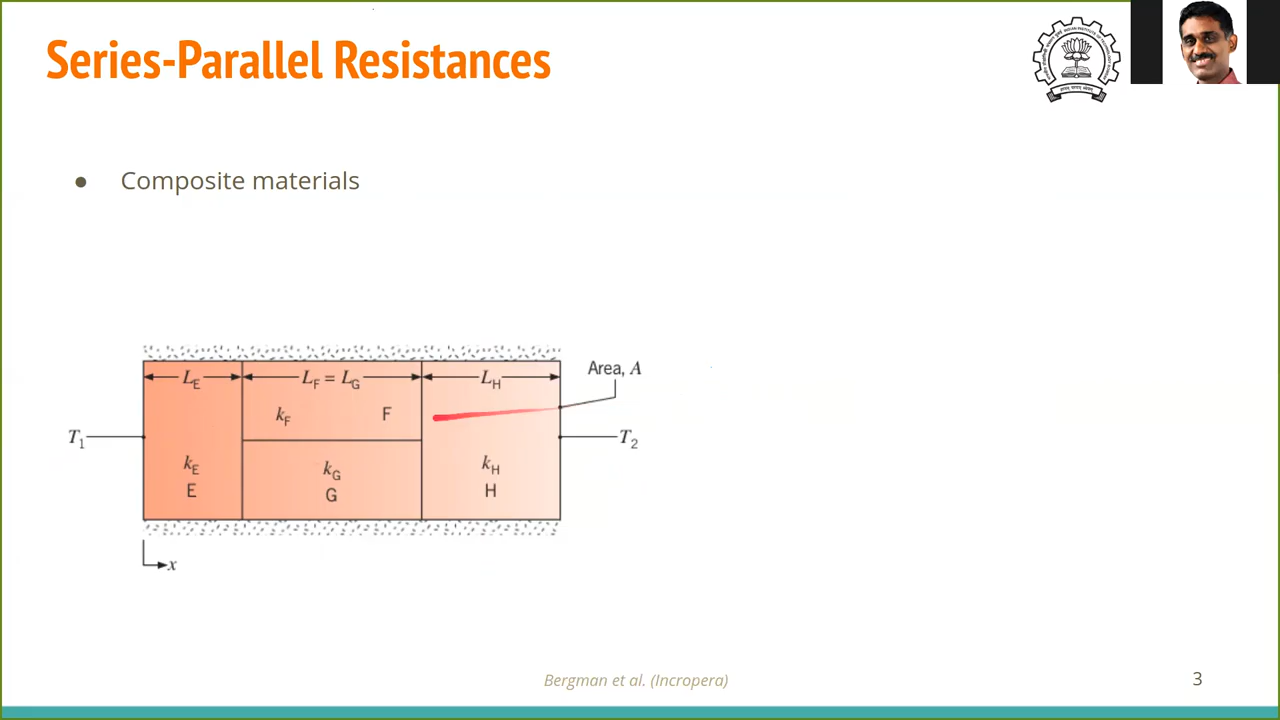 Series-Parallel Resistances
● Composite materials
L_E L_F = L_G L_H
Area, A
k_F F
T_1 T_2
k_E k_G k_H
E G H
x
Bergman et al. (Incropera)
3